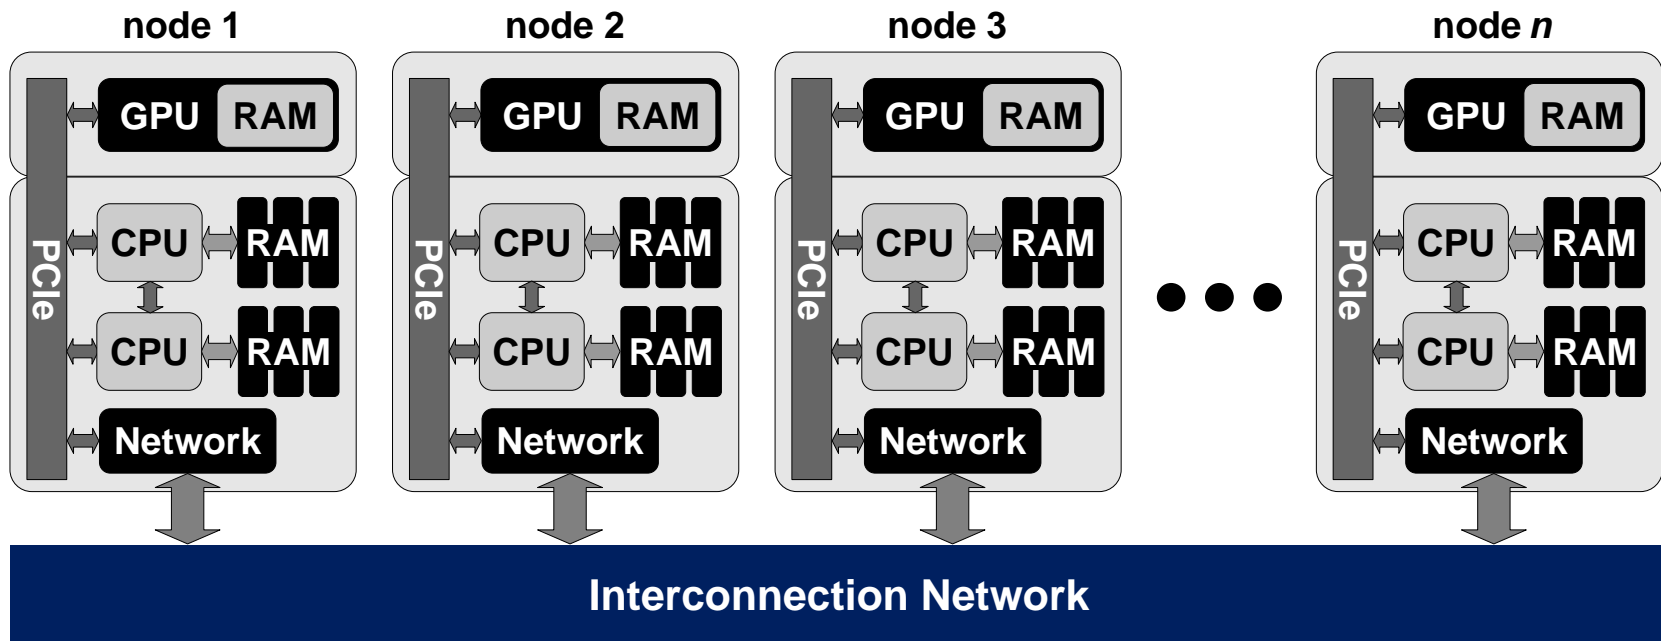 node 1
GPU RAM
PCIe
CPU RAM
CPU RAM
Network
node 2
GPU RAM
PCIe
CPU RAM
CPU RAM
Network
node 3
GPU RAM
PCIe
CPU RAM
CPU RAM
Network
node n
GPU RAM
PCIe
CPU RAM
CPU RAM
Network
Interconnection Network